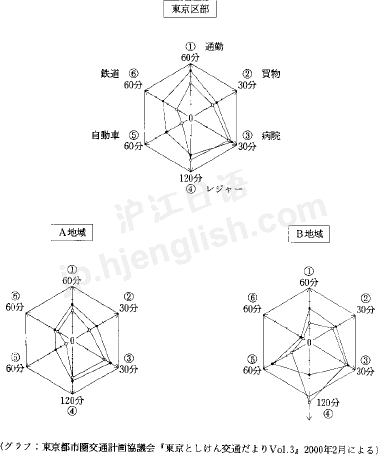 東京区部
① 通勤
60分
鉄道 ⑥
② 買物
60分
30分
0
自動車 ⑤
③ 病院
60分
30分
120分
④ レジャー
沪江日语
jp.hjenglish.com
A地域
B地域
①
60分
⑥
②
60分
30分
0
⑤
③
60分
30分
120分
④
①
60分
⑥
②
60分
30分
0
⑤
③
60分
30分
120分
④
(グラフ:東京都市圏交通計画協議会『東京としけん交通だよりVol.3』2000年2月による)